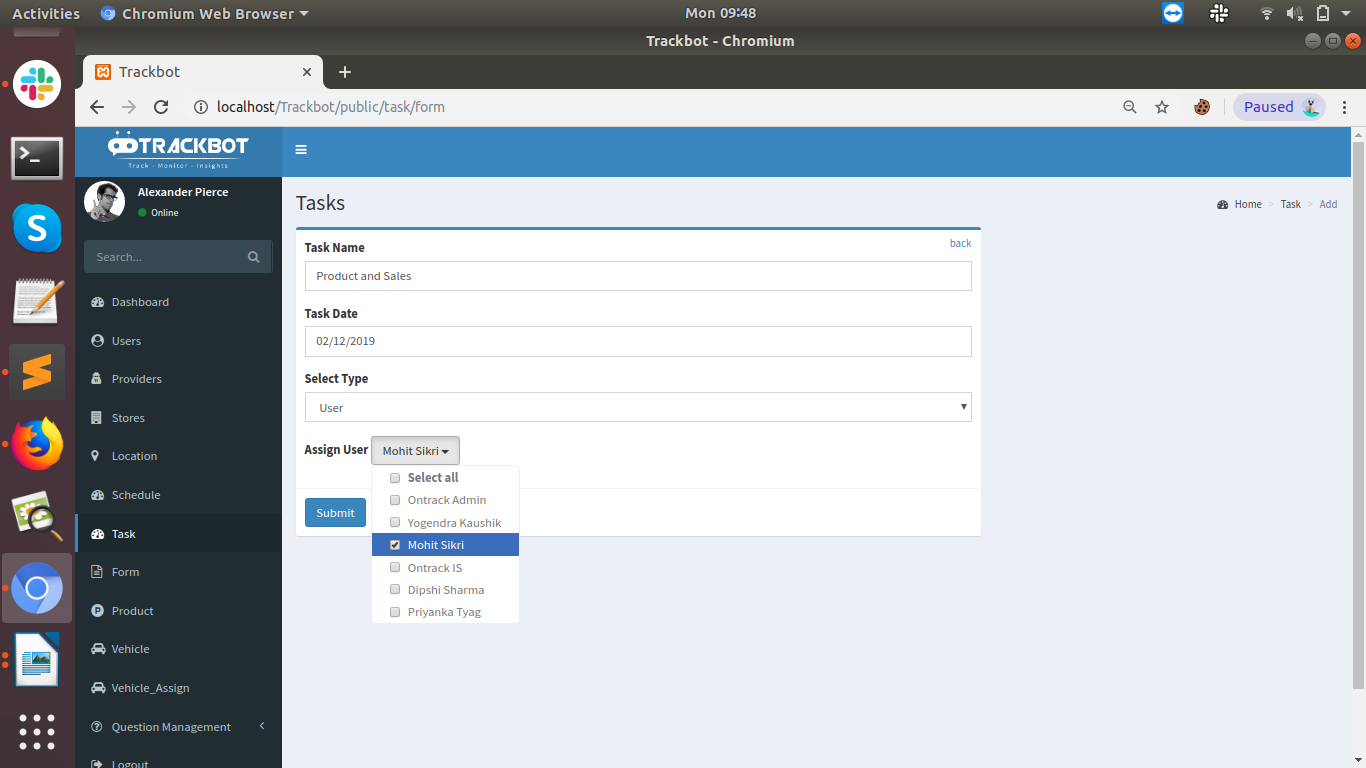 Activities Chromium Web Browser Mon 09:48
Trackbot - Chromium
Trackbot
localhost/Trackbot/public/task/form Paused
TRACKBOT
Track - Monitor - Insights
Alexander Pierce
Online
Search...
Dashboard
Users
Providers
Stores
Location
Schedule
Task
Form
Product
Vehicle
Vehicle_Assign
Question Management
Logout
Tasks
Home > Task > Add
back
Task Name
Product and Sales
Task Date
02/12/2019
Select Type
User
Assign User Mohit Sikri
Select all
Ontrack Admin
Yogendra Kaushik
Mohit Sikri
Ontrack IS
Dipshi Sharma
Priyanka Tyag
Submit